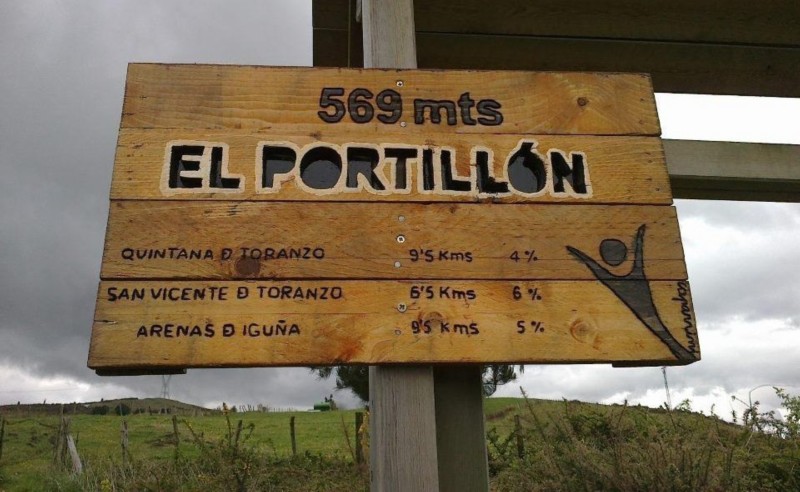 569 mts
EL PORTILLÓN
QUINTANA Đ TORANZO 9'5 Kms 4%
SAN VICENTE Đ TORANZO 6'5 Kms 6%
ARENAS Đ IGUÑA 9'5 Kms 5%